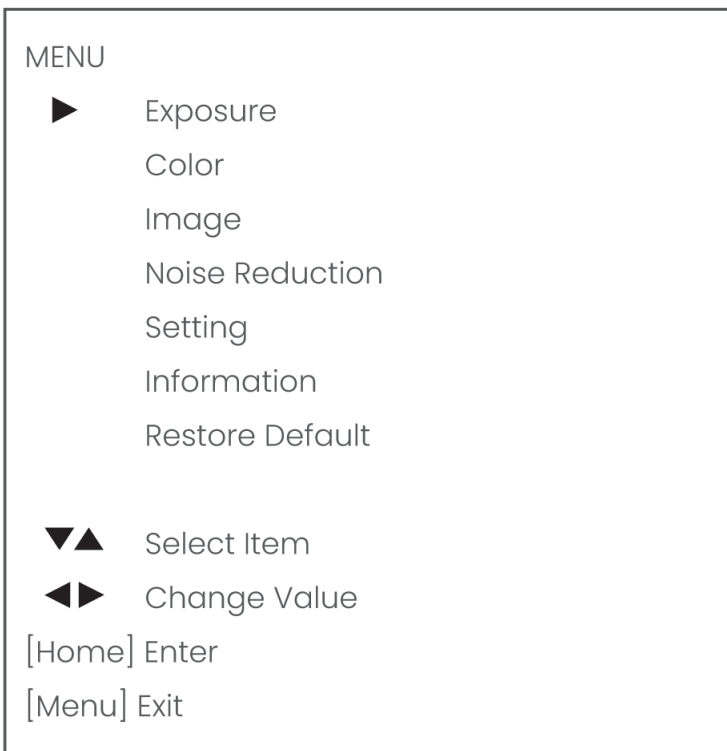 MENU
▶ Exposure
Color
Image
Noise Reduction
Setting
Information
Restore Default
▼▲ Select Item
◀▶ Change Value
[Home] Enter
[Menu] Exit